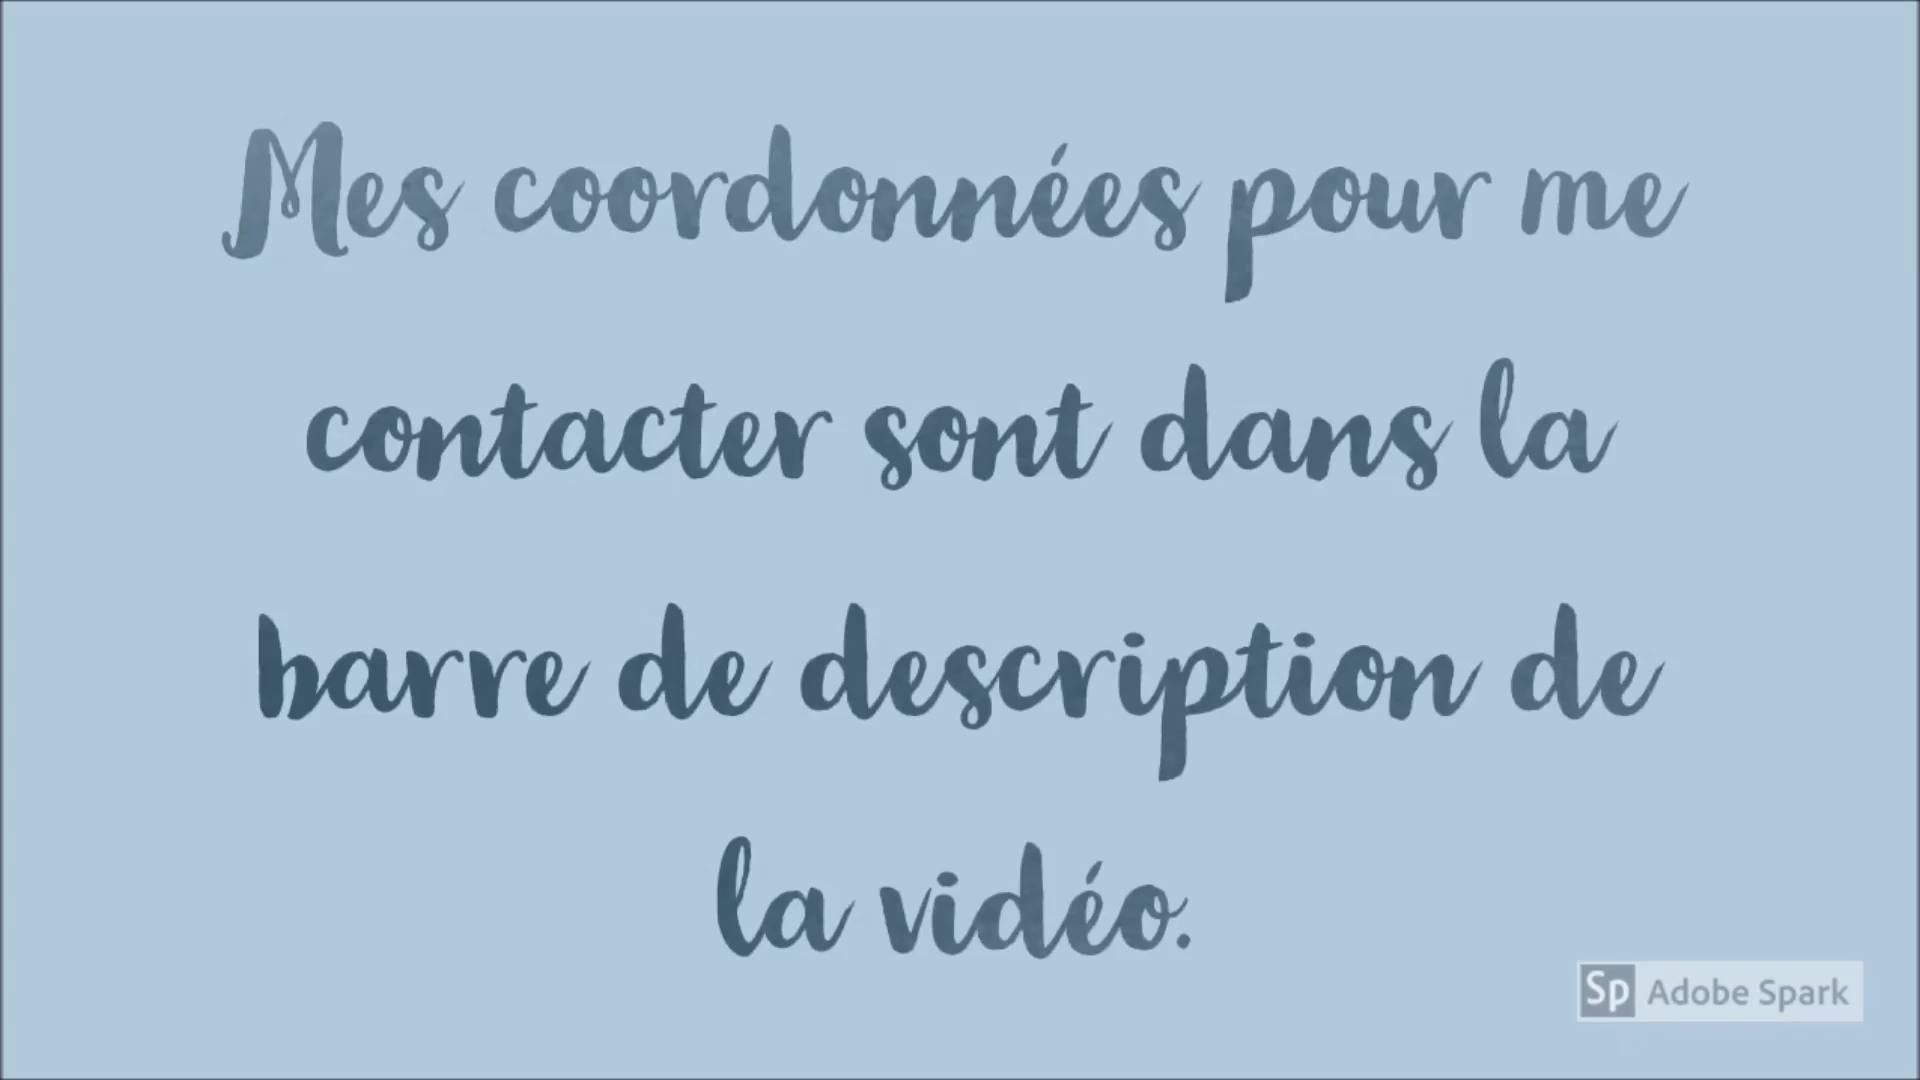 Mes coordonnées pour me
contacter sont dans la
barre de description de
la vidéo.
Sp Adobe Spark